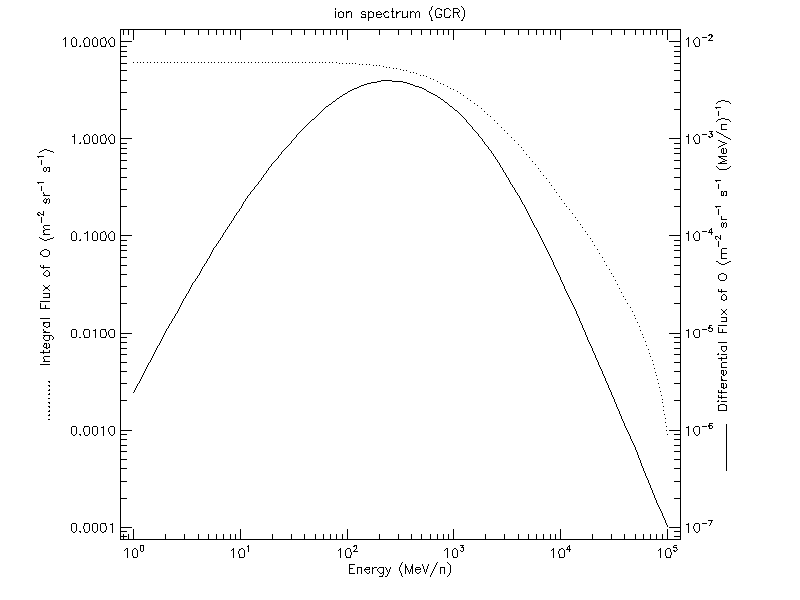 ion spectrum (GCR)
10.0000
1.0000
0.1000
0.0100
0.0010
0.0001
Integral Flux of O (m⁻² sr⁻¹ s⁻¹)
10⁻²
10⁻³
10⁻⁴
10⁻⁵
10⁻⁶
10⁻⁷
Differential Flux of O (m⁻² sr⁻¹ s⁻¹ (MeV/n)⁻¹)
10⁰ 10¹ 10² 10³ 10⁴ 10⁵
Energy (MeV/n)